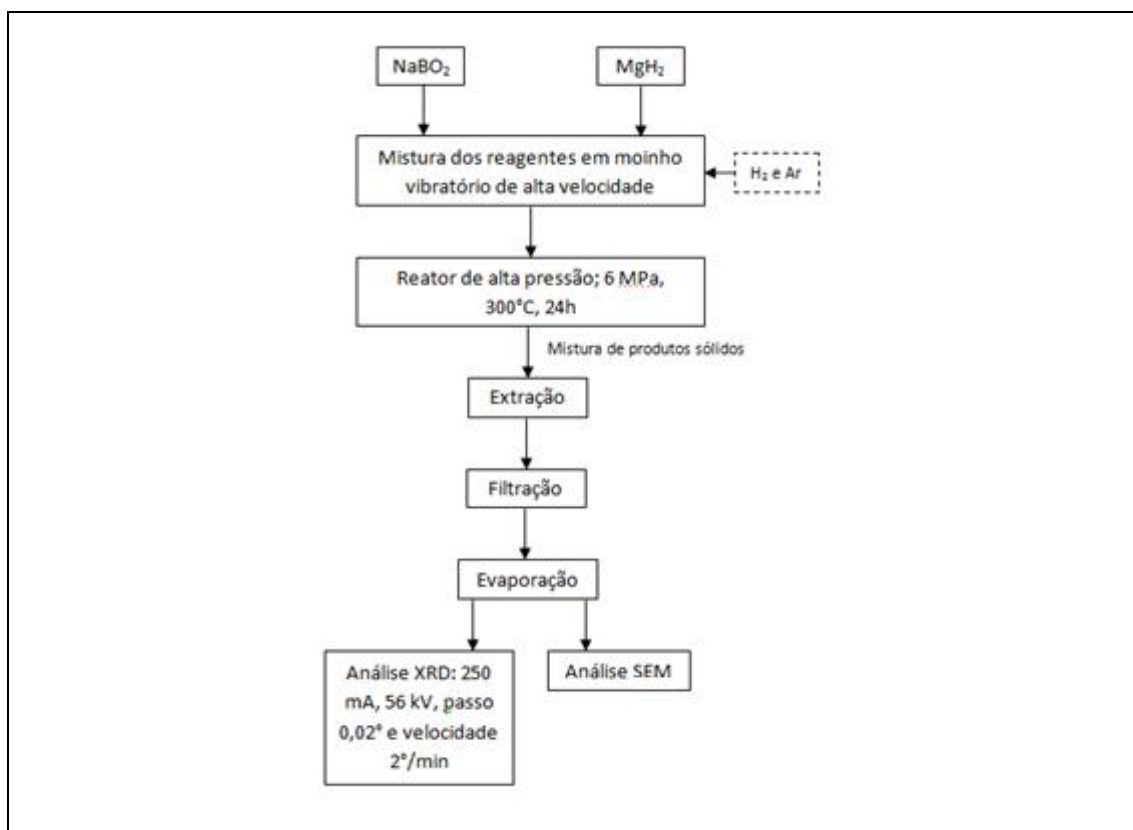 NaBO₂
MgH₂
Mistura dos reagentes em moinho
vibratório de alta velocidade
H₂ e Ar
Reator de alta pressão; 6 MPa,
300°C, 24h
Mistura de produtos sólidos
Extração
Filtração
Evaporação
Análise XRD: 250
mA, 56 kV, passo
0,02° e velocidade
2°/min
Análise SEM